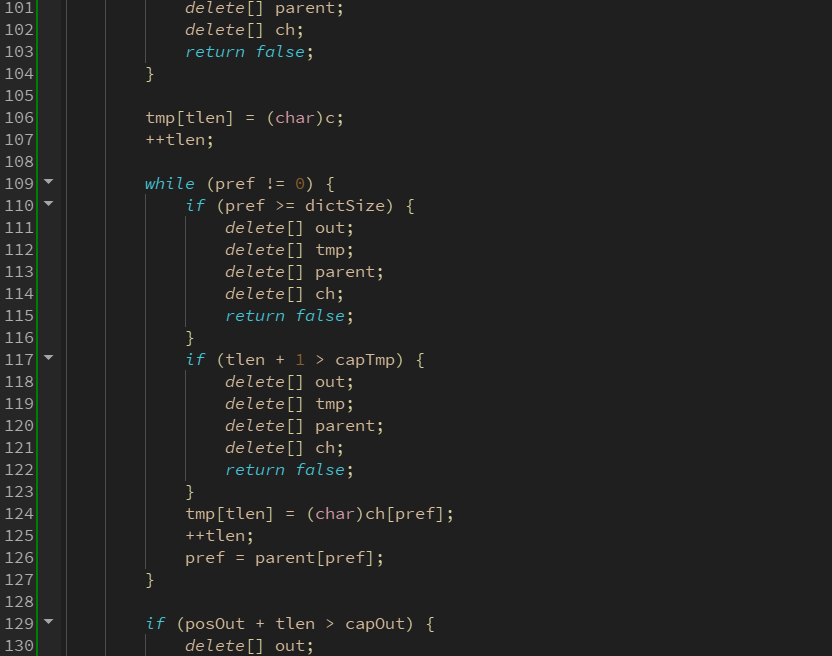 101 delete[] parent;
102 delete[] ch;
103 return false;
104 }
105
106 tmp[tlen] = (char)c;
107 ++tlen;
108
109 while (pref != 0) {
110 if (pref >= dictSize) {
111 delete[] out;
112 delete[] tmp;
113 delete[] parent;
114 delete[] ch;
115 return false;
116 }
117 if (tlen + 1 > capTmp) {
118 delete[] out;
119 delete[] tmp;
120 delete[] parent;
121 delete[] ch;
122 return false;
123 }
124 tmp[tlen] = (char)ch[pref];
125 ++tlen;
126 pref = parent[pref];
127 }
128
129 if (posOut + tlen > capOut) {
130 delete[] out;